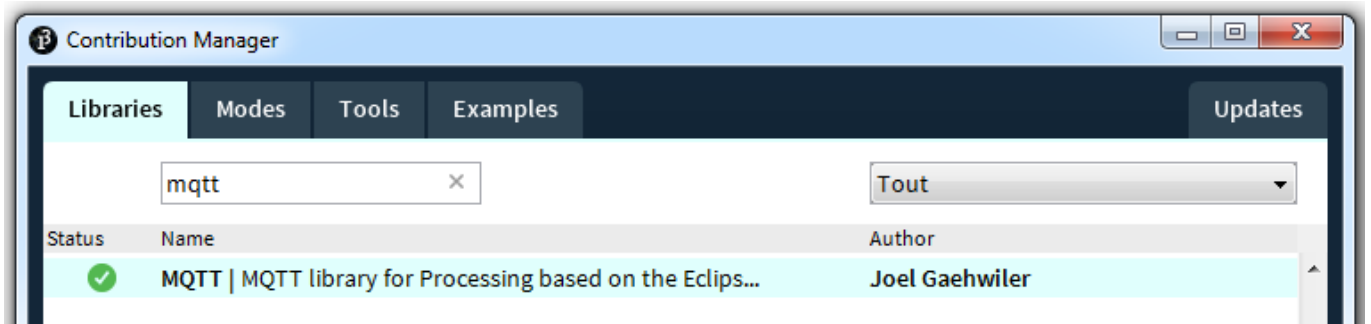 Contribution Manager
Libraries Modes Tools Examples Updates
mqtt Tout
Status Name Author
MQTT | MQTT library for Processing based on the Eclips... Joel Gaehwiler